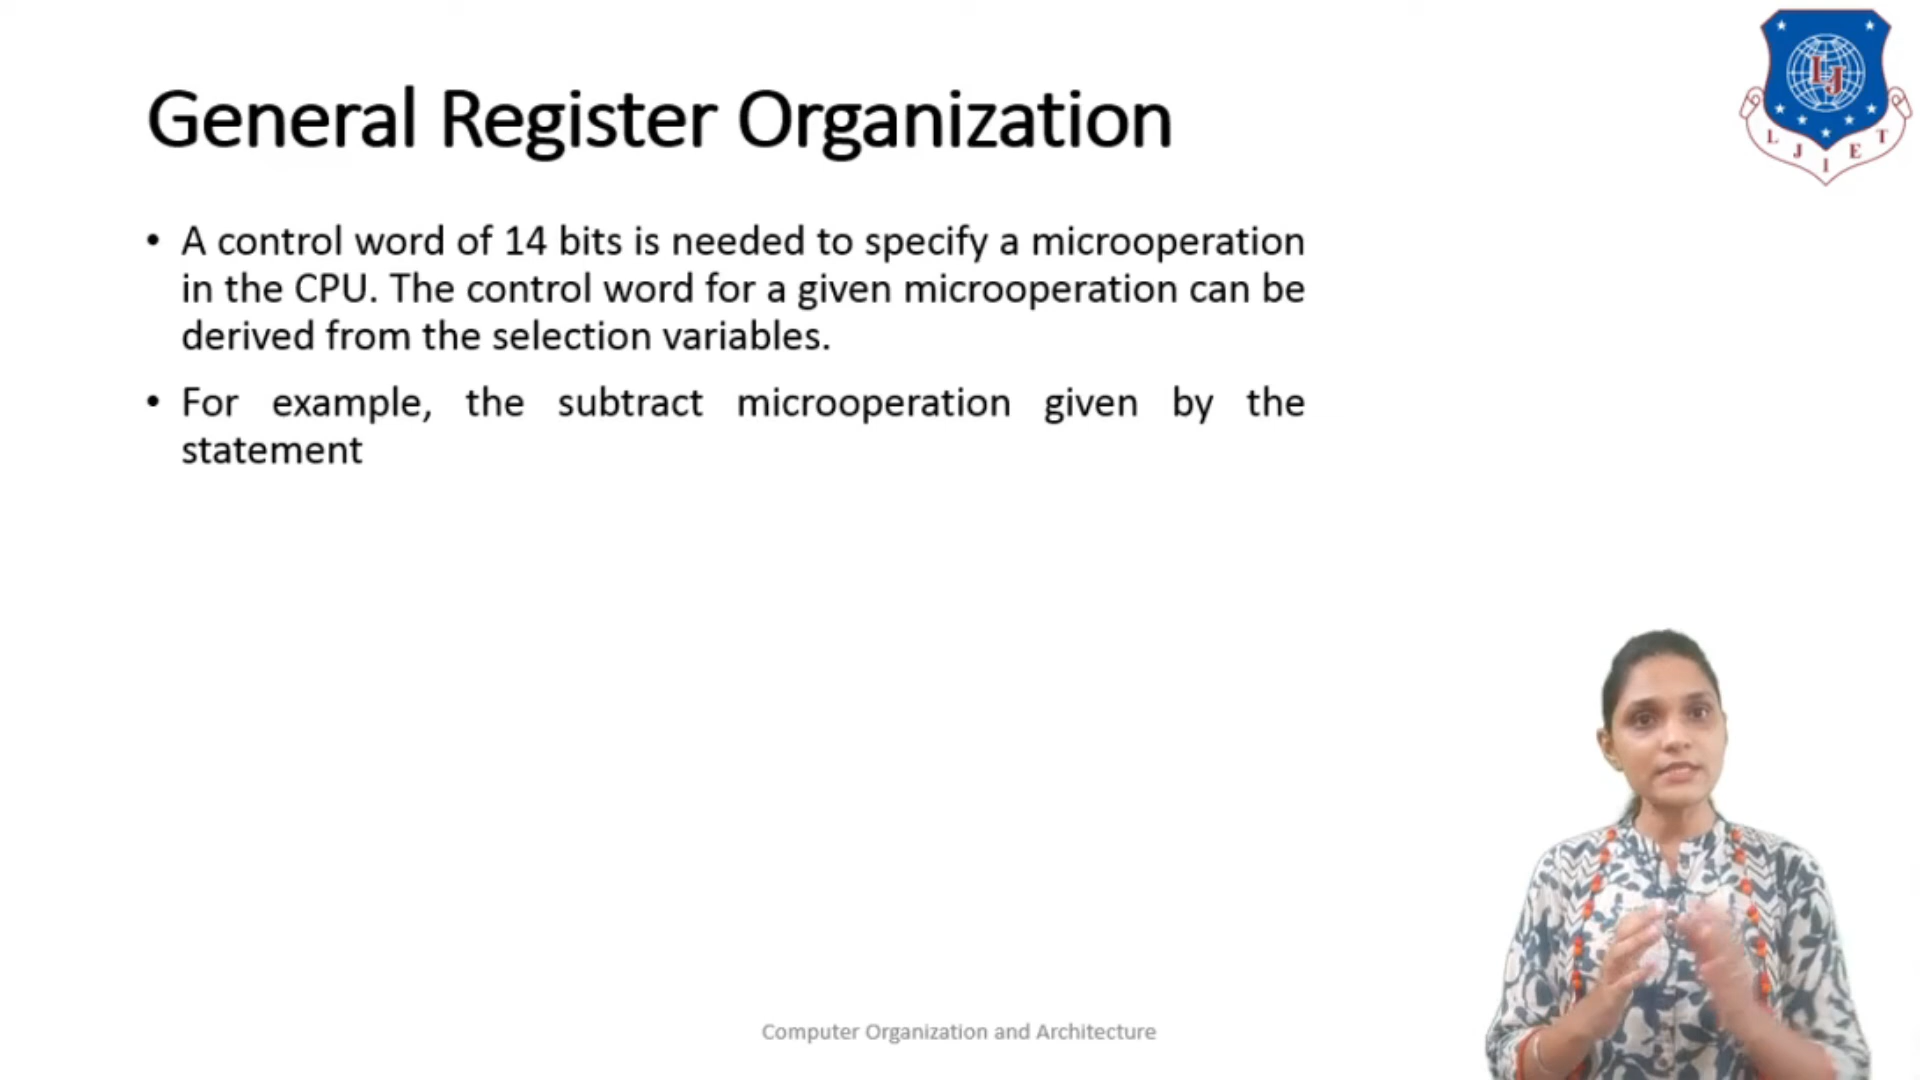 General Register Organization
• A control word of 14 bits is needed to specify a microoperation
in the CPU. The control word for a given microoperation can be
derived from the selection variables.
• For example, the subtract microoperation given by the
statement
LJ
L J I E T
Computer Organization and Architecture